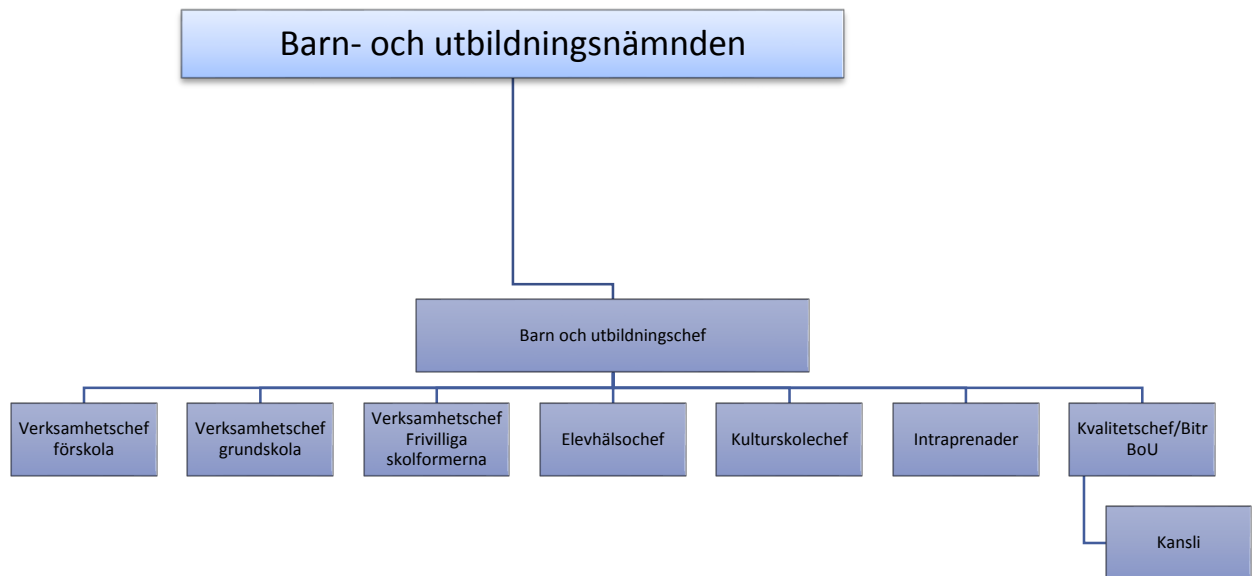 Barn- och utbildningsnämnden
Barn och utbildningschef
Verksamhetschef
förskola
Verksamhetschef
grundskola
Verksamhetschef
Frivilliga
skolformerna
Elevhälsochef
Kulturskolechef
Intraprenader
Kvalitetschef/Bitr
BoU
Kansli